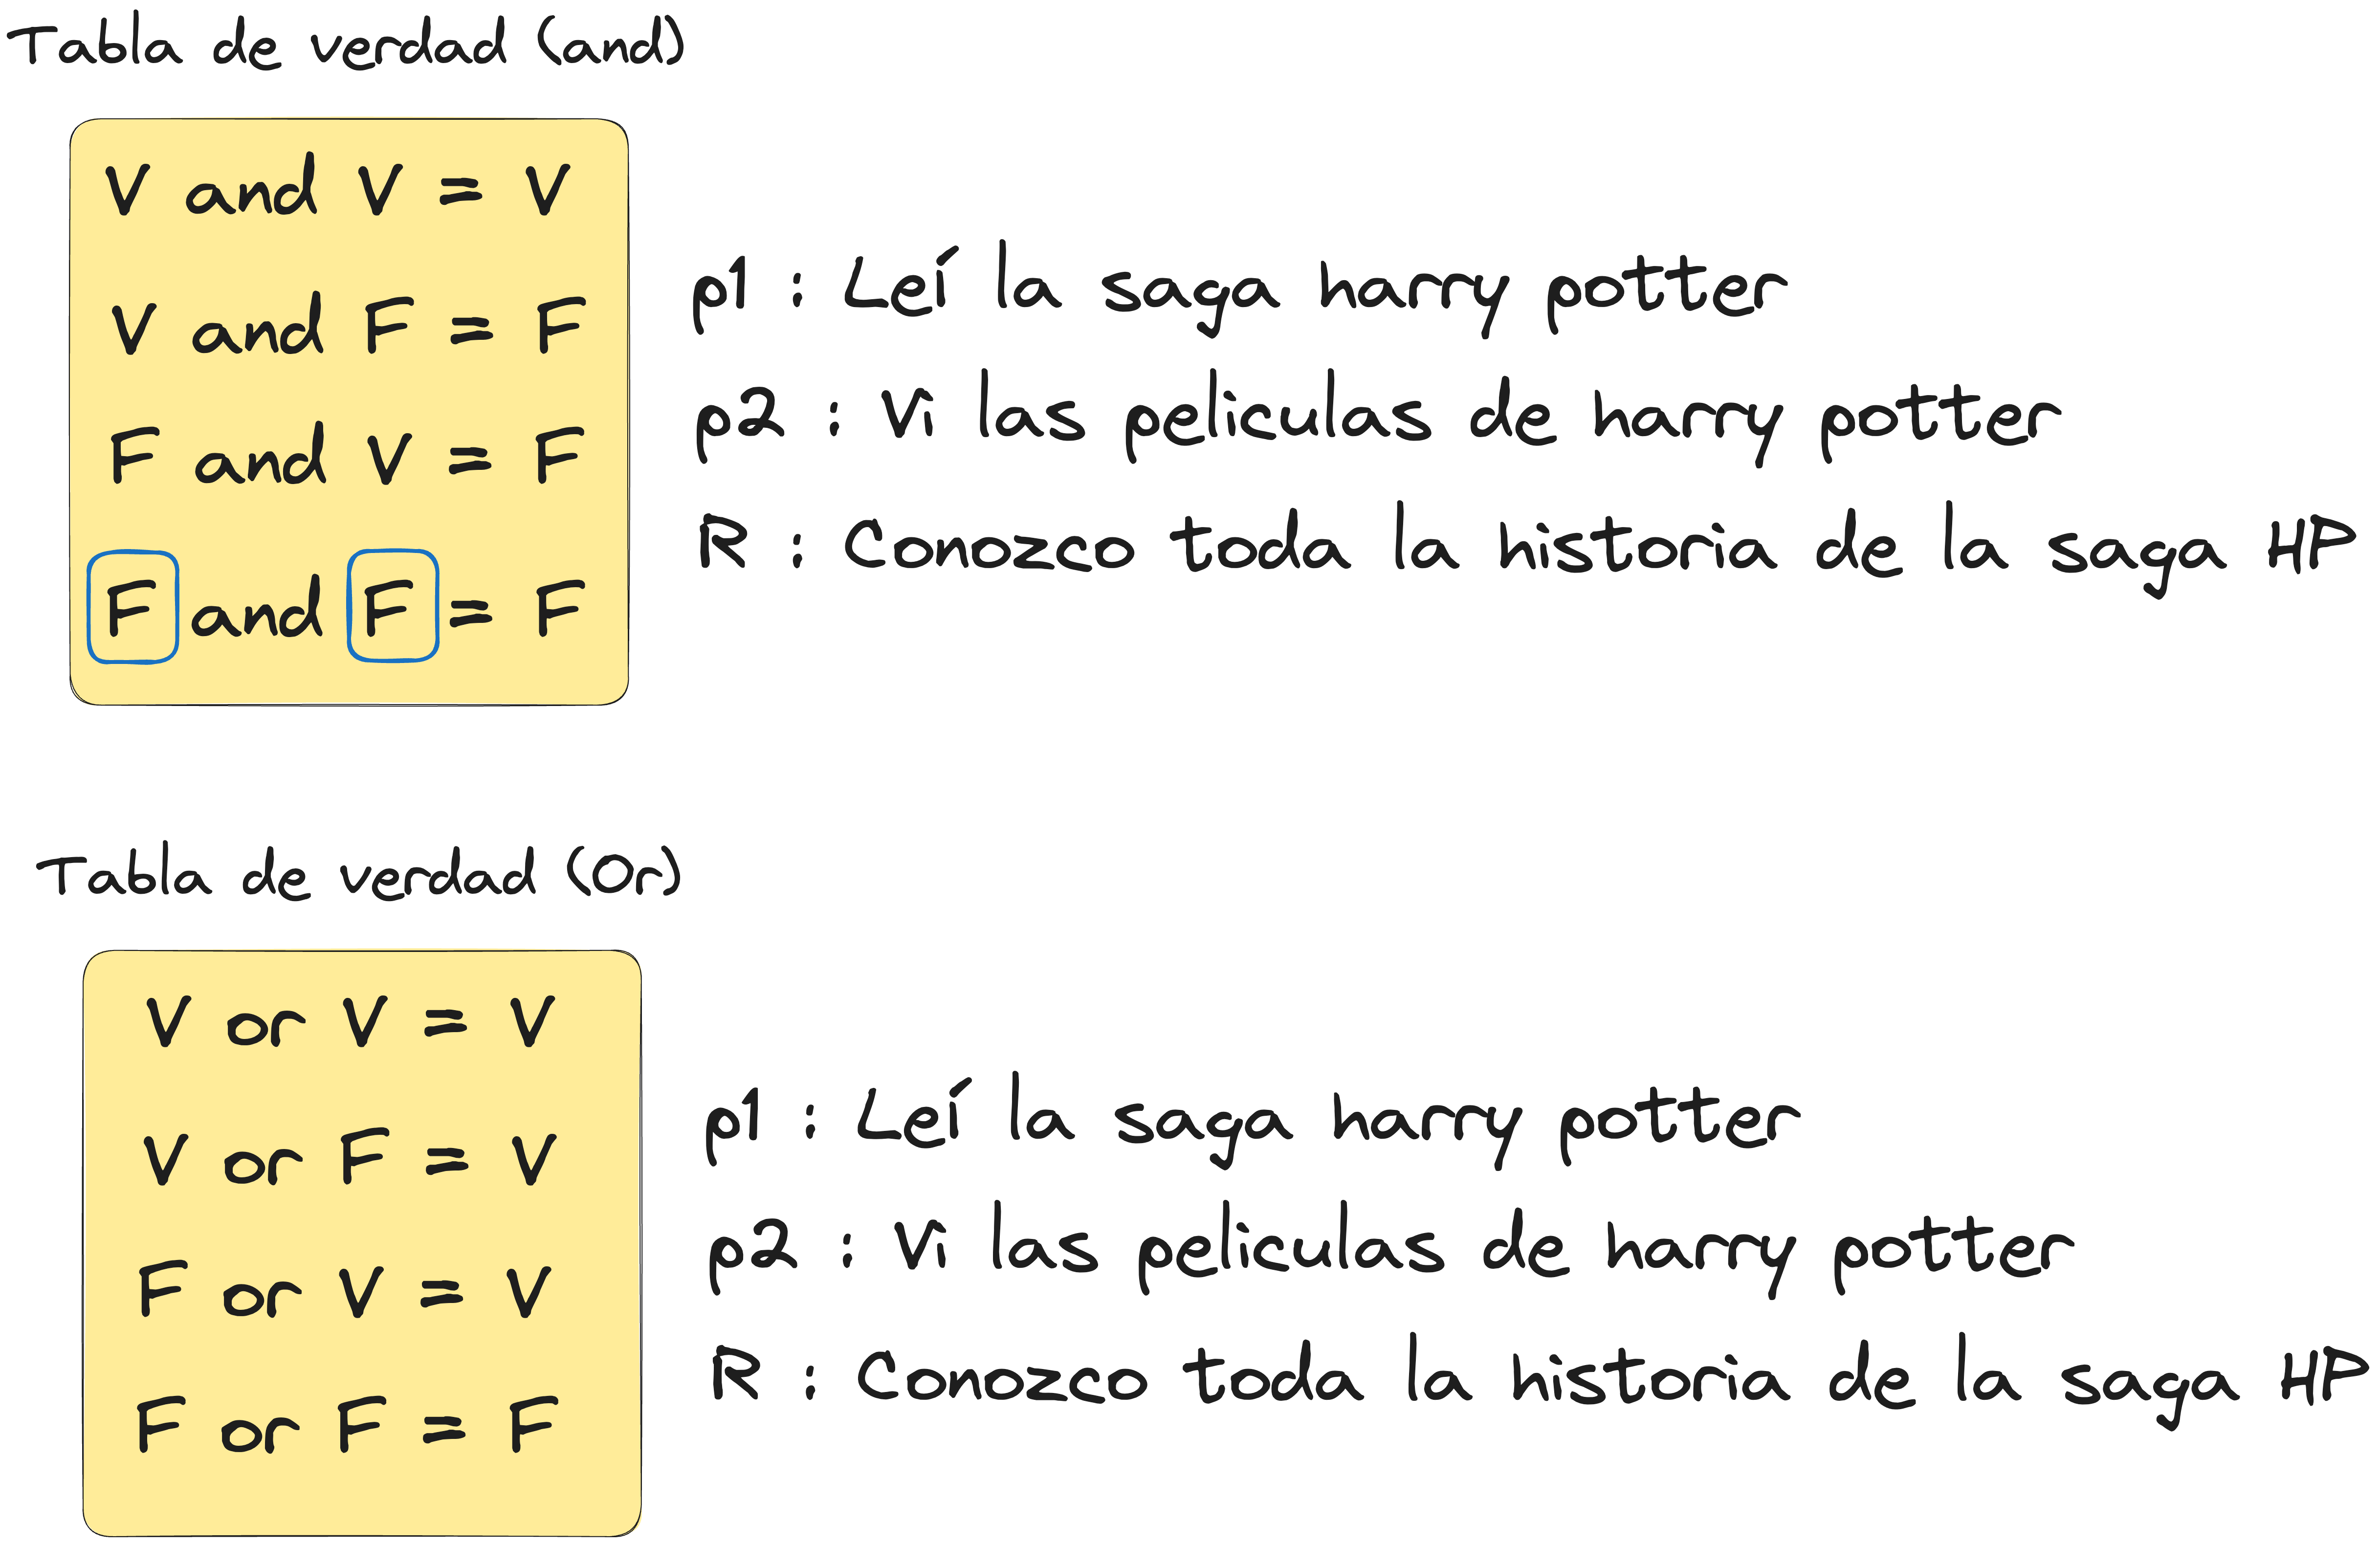 Tabla de verdad (and)
V and V = V
V and F = F
F and V = F
F and F = F
p1 : Leí la saga harry potter
p2 : Vi las peliculas de harry potter
R : Conozco toda la historia de la saga HP
Tabla de verdad (Or)
V or V = V
V or F = V
F or V = V
F or F = F
p1 : Leí la saga harry potter
p2 : Vi las peliculas de harry potter
R : Conozco toda la historia de la saga HP